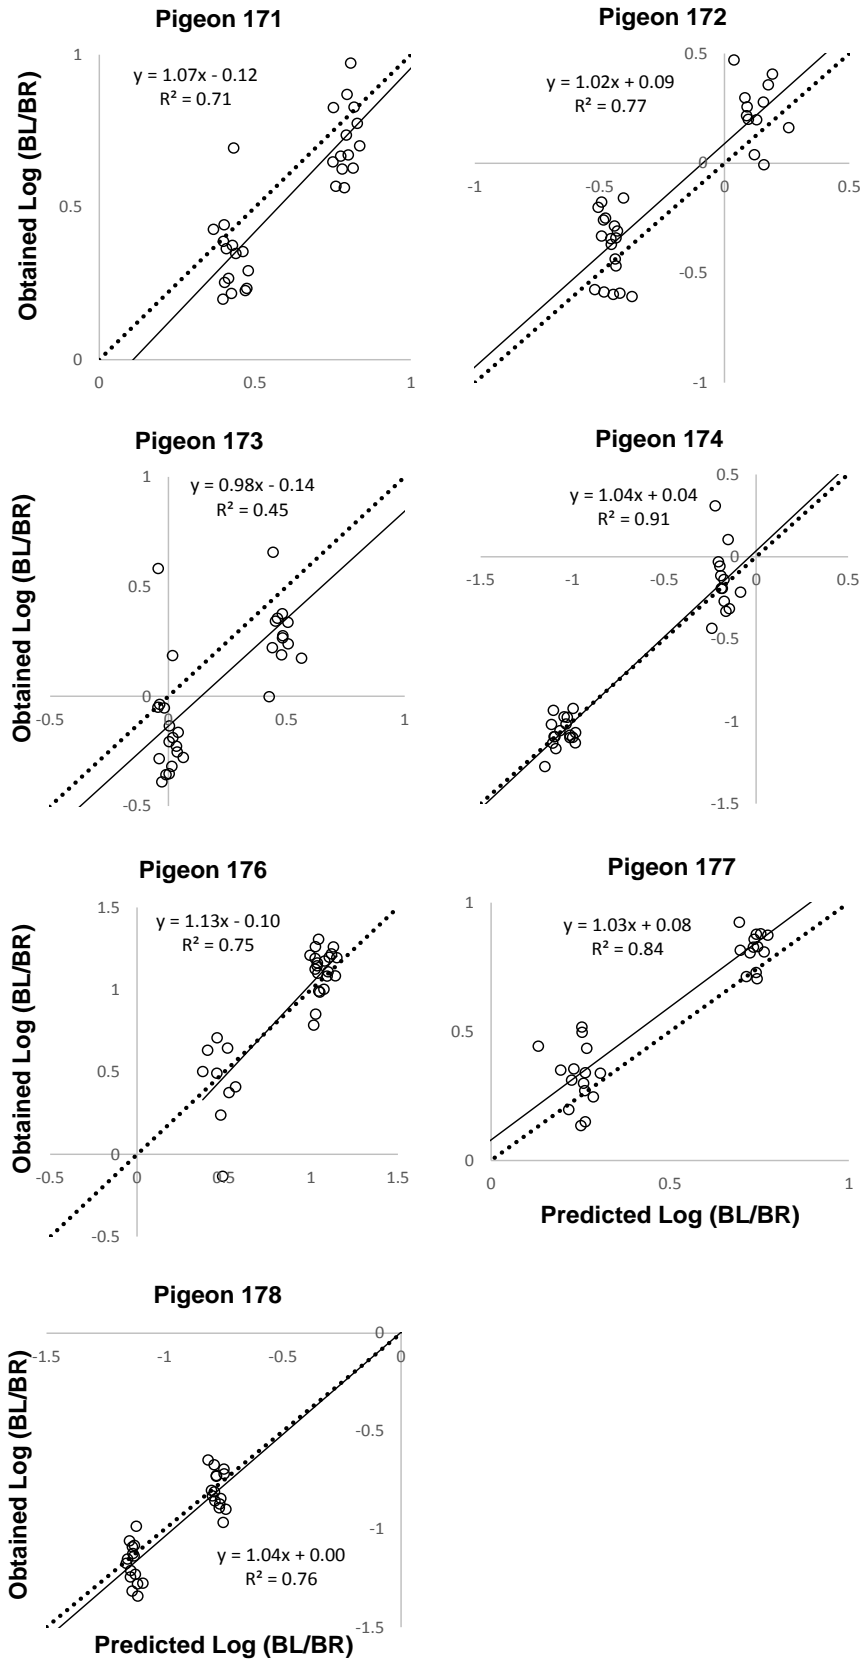 Pigeon 171
y = 1.07x - 0.12
R² = 0.71
Obtained Log (BL/BR)
1
0.5
0
0
0.5
1
Pigeon 172
y = 1.02x + 0.09
R² = 0.77
0.5
0
-0.5
-1
-1
-0.5
0
0.5
Pigeon 173
y = 0.98x - 0.14
R² = 0.45
Obtained Log (BL/BR)
1
0.5
0
-0.5
-0.5
0
0.5
1
Pigeon 174
y = 1.04x + 0.04
R² = 0.91
0.5
0
-0.5
-1
-1.5
-1.5
-1
-0.5
0
0.5
Pigeon 176
y = 1.13x - 0.10
R² = 0.75
Obtained Log (BL/BR)
1.5
1
0.5
0
-0.5
-0.5
0
0.5
1
1.5
Pigeon 177
y = 1.03x + 0.08
R² = 0.84
1
0.5
0
0
0.5
1
Predicted Log (BL/BR)
Pigeon 178
Obtained Log (BL/BR)
0
-0.5
-1
-1.5
-1.5
-1
-0.5
0
y = 1.04x + 0.00
R² = 0.76
Predicted Log (BL/BR)